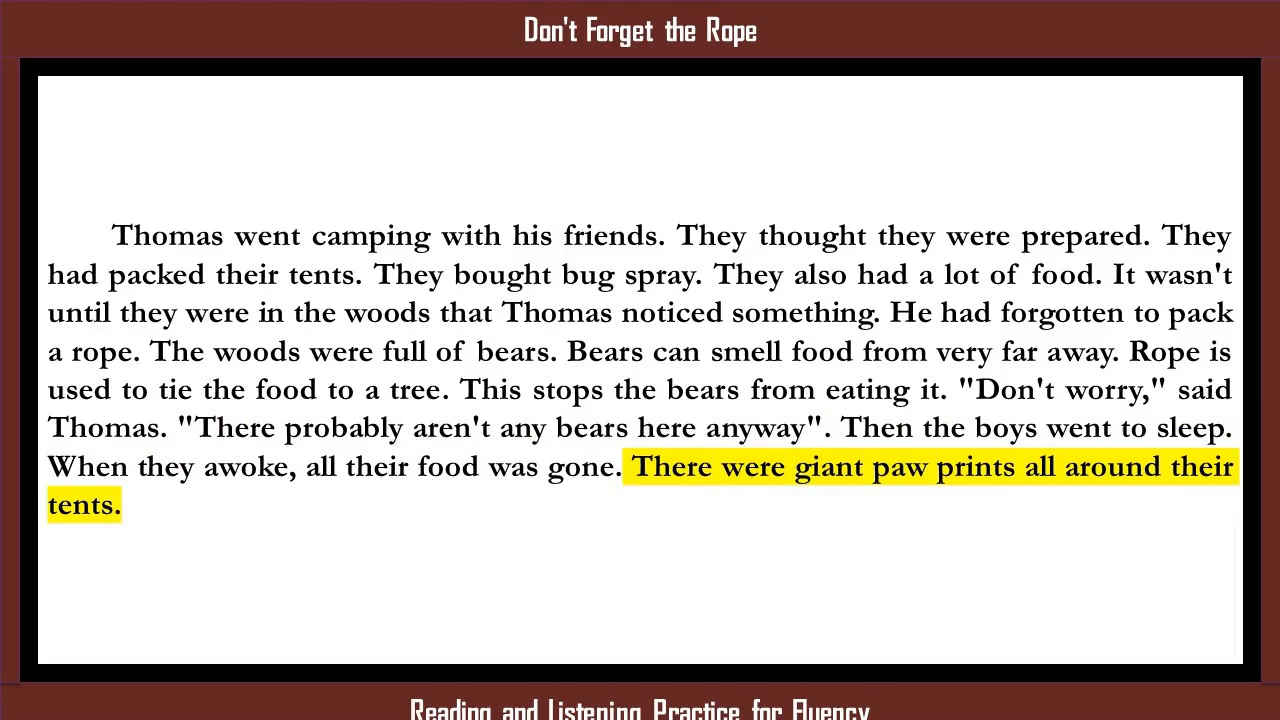 Don't Forget the Rope
Thomas went camping with his friends. They thought they were prepared. They
had packed their tents. They bought bug spray. They also had a lot of food. It wasn't
until they were in the woods that Thomas noticed something. He had forgotten to pack
a rope. The woods were full of bears. Bears can smell food from very far away. Rope is
used to tie the food to a tree. This stops the bears from eating it. "Don't worry," said
Thomas. "There probably aren't any bears here anyway". Then the boys went to sleep.
When they awoke, all their food was gone. There were giant paw prints all around their
tents.
Reading and Listening Practice for Fluency